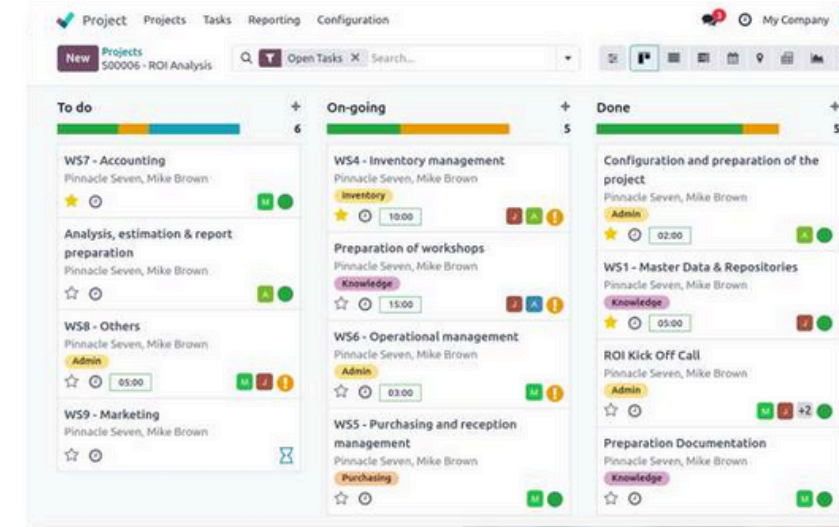 Project Projects Tasks Reporting Configuration 3 My Company
New Projects
S00006 - ROI Analysis Open Tasks × Search...
To do +
6
WS7 - Accounting
Pinnacle Seven, Mike Brown
M
Analysis, estimation & report
preparation
Pinnacle Seven, Mike Brown
A
WS8 - Others
Pinnacle Seven, Mike Brown
Admin
05:00 M J
WS9 - Marketing
Pinnacle Seven, Mike Brown
On-going +
5
WS4 - Inventory management
Pinnacle Seven, Mike Brown
Inventory
10:00 J A
Preparation of workshops
Pinnacle Seven, Mike Brown
Knowledge
15:00 J A
WS6 - Operational management
Pinnacle Seven, Mike Brown
Admin
03:00 M
WS5 - Purchasing and reception
management
Pinnacle Seven, Mike Brown
Purchasing
M
Done +
5
Configuration and preparation of the
project
Pinnacle Seven, Mike Brown
Admin
02:00 A
WS1 - Master Data & Repositories
Pinnacle Seven, Mike Brown
Knowledge
05:00 J
ROI Kick Off Call
Pinnacle Seven, Mike Brown
Admin
M J +2
Preparation Documentation
Pinnacle Seven, Mike Brown
Knowledge
M